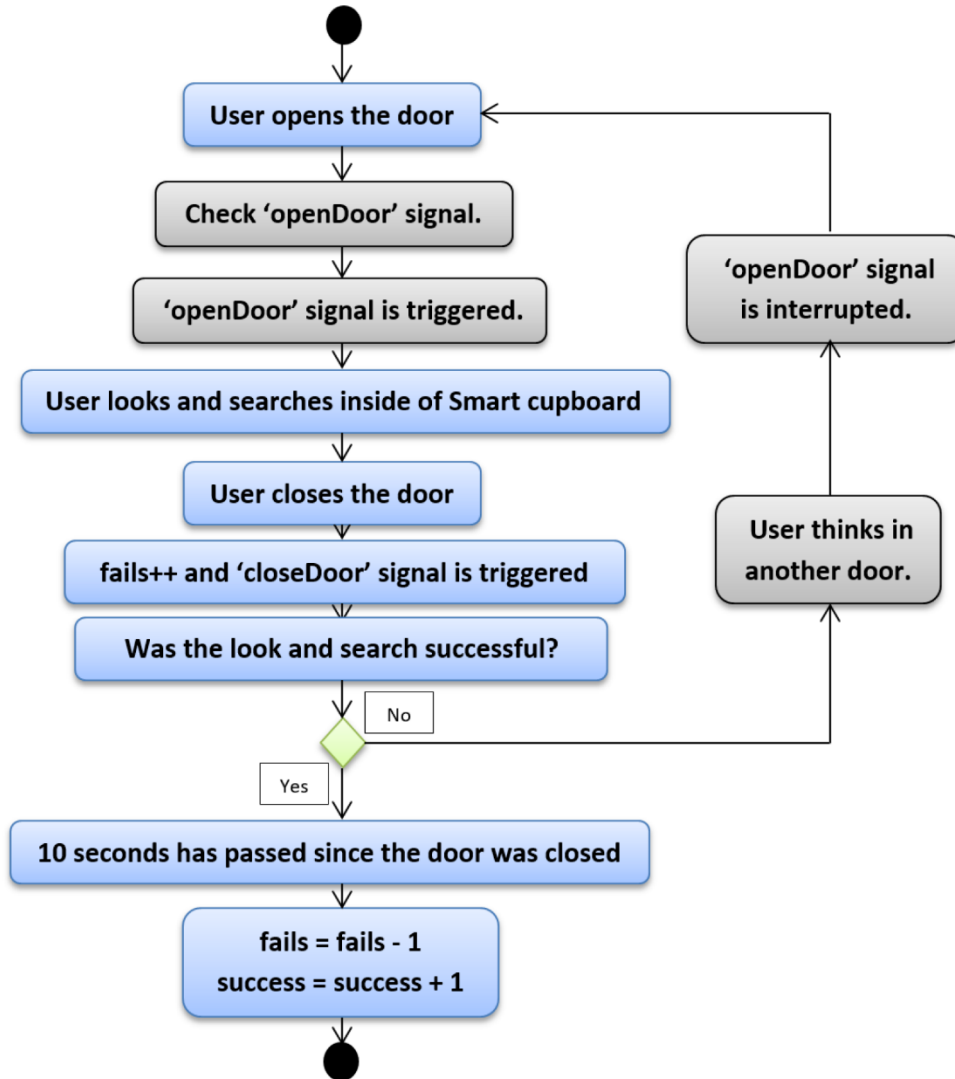 User opens the door
Check ‘openDoor’ signal.
‘openDoor’ signal is triggered.
User looks and searches inside of Smart cupboard
User closes the door
fails++ and ‘closeDoor’ signal is triggered
Was the look and search successful?
No
Yes
10 seconds has passed since the door was closed
fails = fails - 1
success = success + 1
‘openDoor’ signal
is interrupted.
User thinks in
another door.